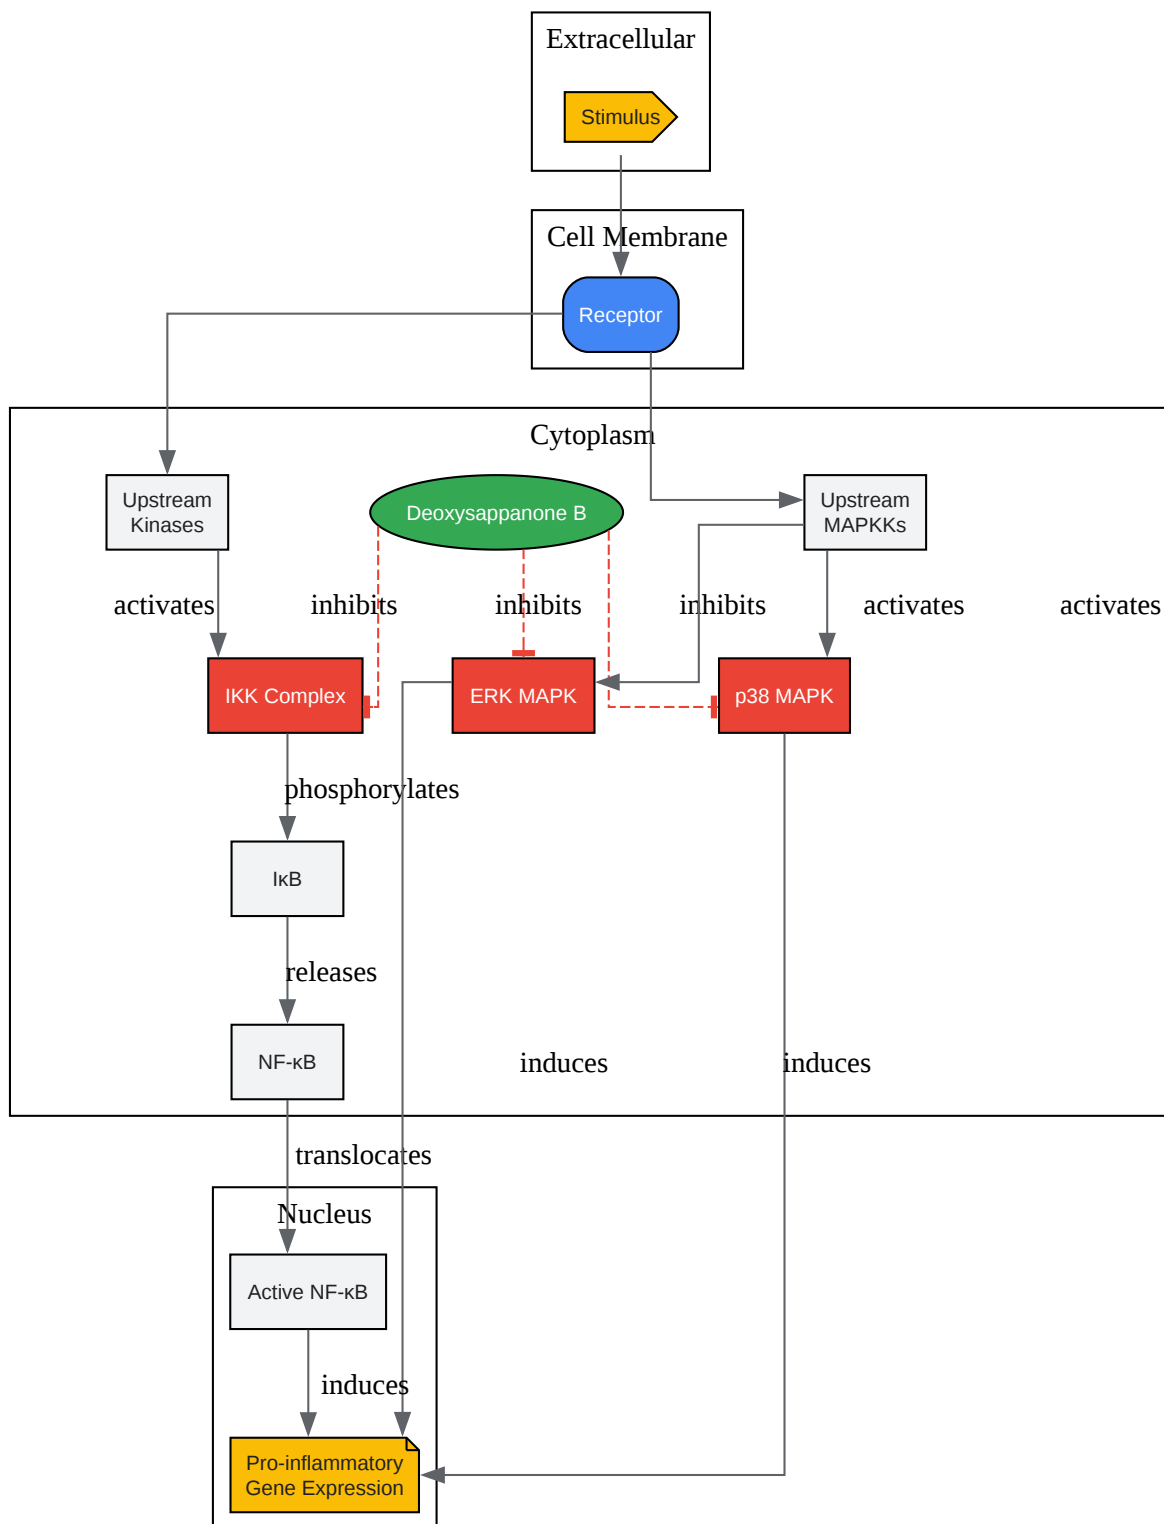 Extracellular
Stimulus
Cell Membrane
Receptor
Cytoplasm
Upstream
Kinases
Deoxysappanone B
Upstream
MAPKKs
activates
inhibits
inhibits
inhibits
activates
activates
IKK Complex
ERK MAPK
p38 MAPK
phosphorylates
IκB
releases
NF-κB
induces
induces
translocates
Nucleus
Active NF-κB
induces
Pro-inflammatory
Gene Expression